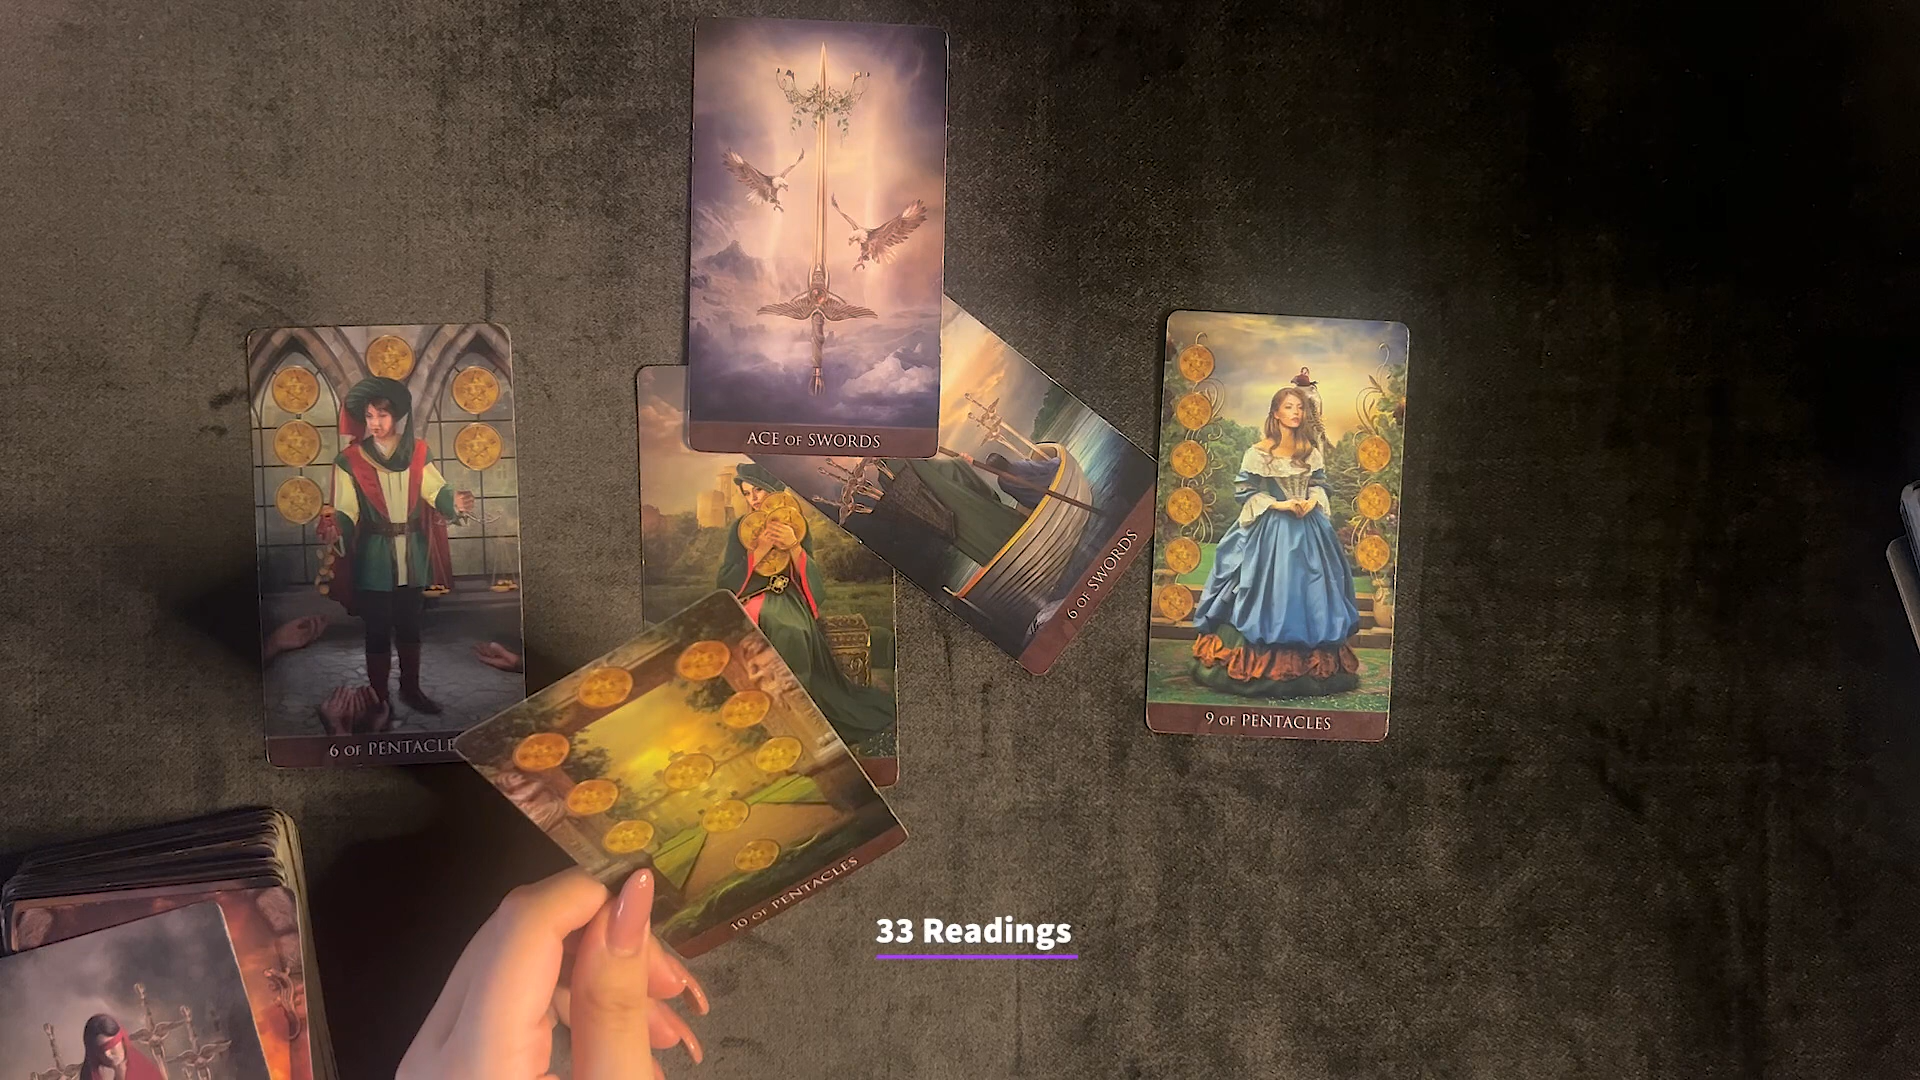 ACE OF SWORDS
6 OF SWORDS
9 OF PENTACLES
6 OF PENTACLE
10 OF PENTACLES
33 Readings